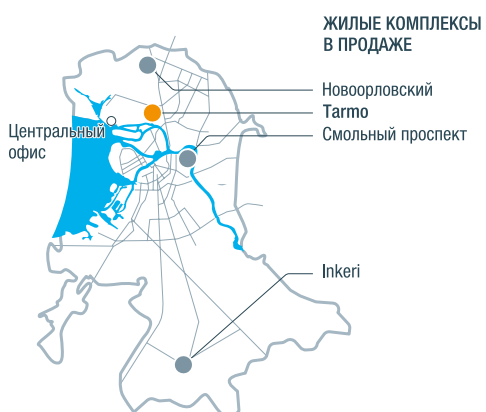 ЖИЛЫЕ КОМПЛЕКСЫ
В ПРОДАЖЕ
Новоорловский
Tarmo
Смольный проспект
Центральный
офис
Inkeri